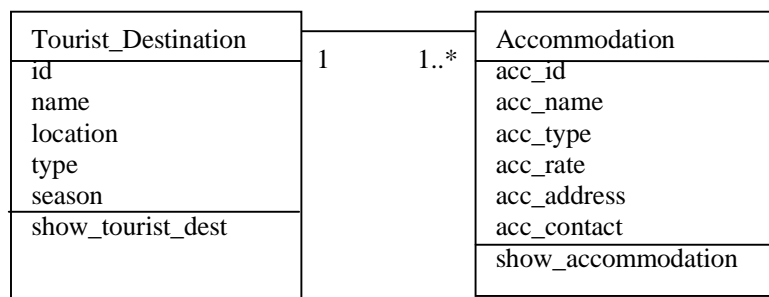 Tourist_Destination
id
name
location
type
season
show_tourist_dest
1 1..*
Accommodation
acc_id
acc_name
acc_type
acc_rate
acc_address
acc_contact
show_accommodation